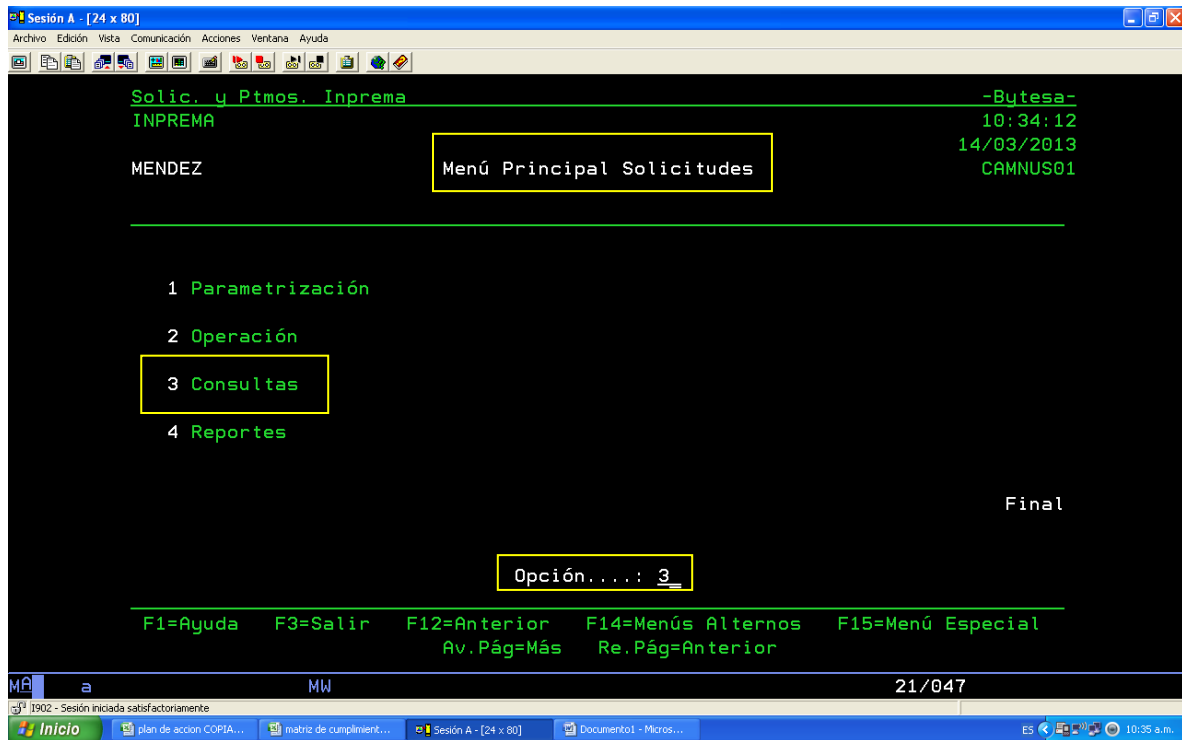 Sesión A - [24 x 80]
Archivo Edición Vista Comunicación Acciones Ventana Ayuda
Solic. y Ptmos. Inprema -Bytesa-
INPREMA 10:34:12
14/03/2013
MENDEZ Menú Principal Solicitudes CAMNUS01
1 Parametrización
2 Operación
3 Consultas
4 Reportes
Final
Opción....: 3_
F1=Ayuda F3=Salir F12=Anterior F14=Menús Alternos F15=Menú Especial
Av.Pág=Más Re.Pág=Anterior
MA a MW 21/047
I902 - Sesión iniciada satisfactoriamente
Inicio plan de accion COPIA... matriz de cumplimient... Sesión A - [24 x 80] Documento1 - Micros... ES 10:35 a.m.